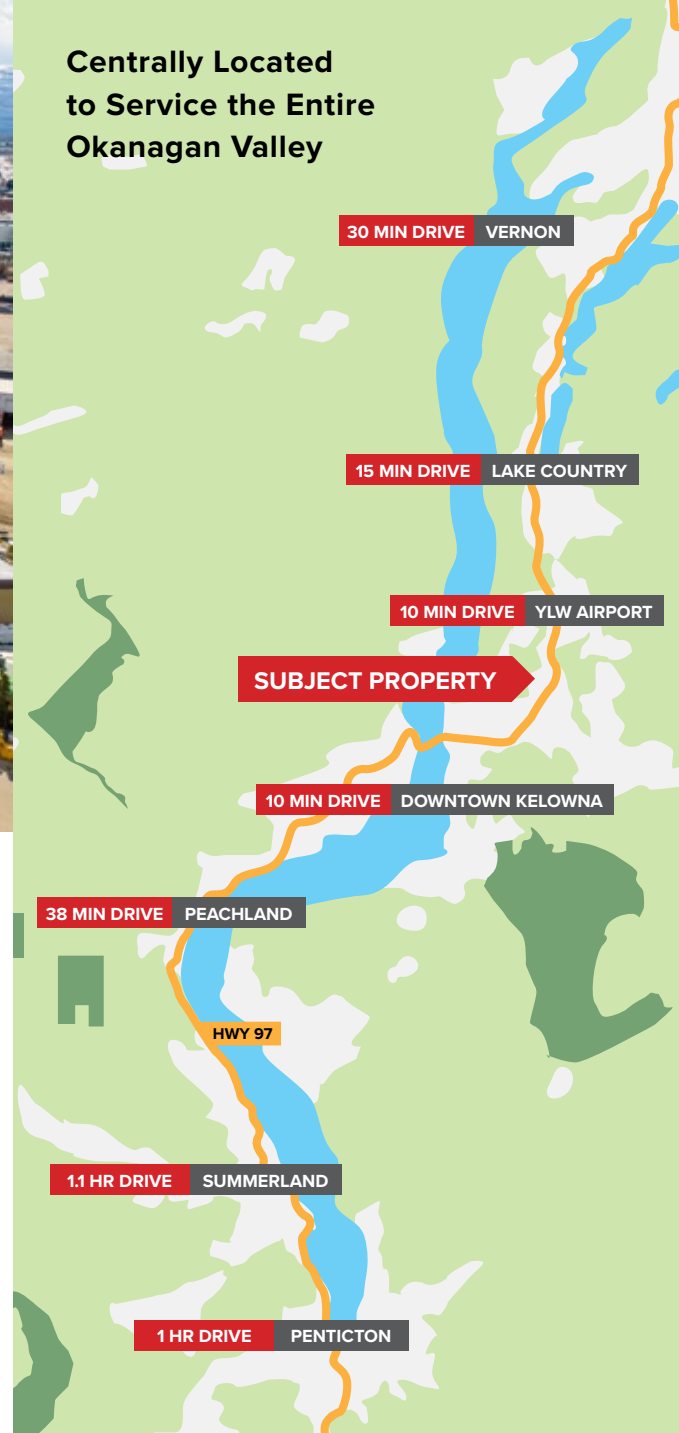 Centrally Located
to Service the Entire
Okanagan Valley
30 MIN DRIVE VERNON
15 MIN DRIVE LAKE COUNTRY
10 MIN DRIVE YLW AIRPORT
SUBJECT PROPERTY
10 MIN DRIVE DOWNTOWN KELOWNA
38 MIN DRIVE PEACHLAND
HWY 97
1.1 HR DRIVE SUMMERLAND
1 HR DRIVE PENTICTON